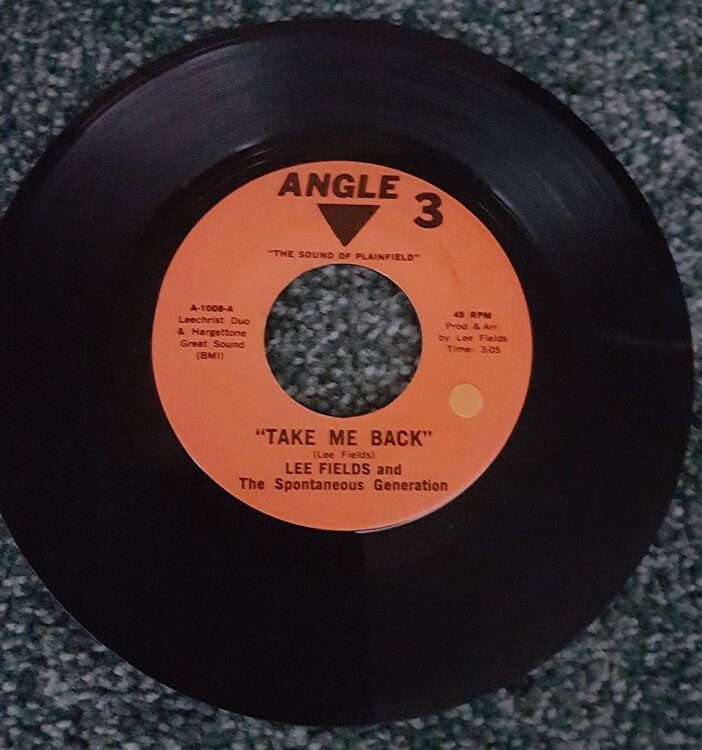 ANGLE 3
"THE SOUND OF PLAINFIELD"
A-1008-A
Leechrist Duo
& Hargettone
Great Sound
(BMI)
45 RPM
Prod. & Arr.
by Lee Fields
Time: 3:05
"TAKE ME BACK"
(Lee Fields)
LEE FIELDS and
The Spontaneous Generation